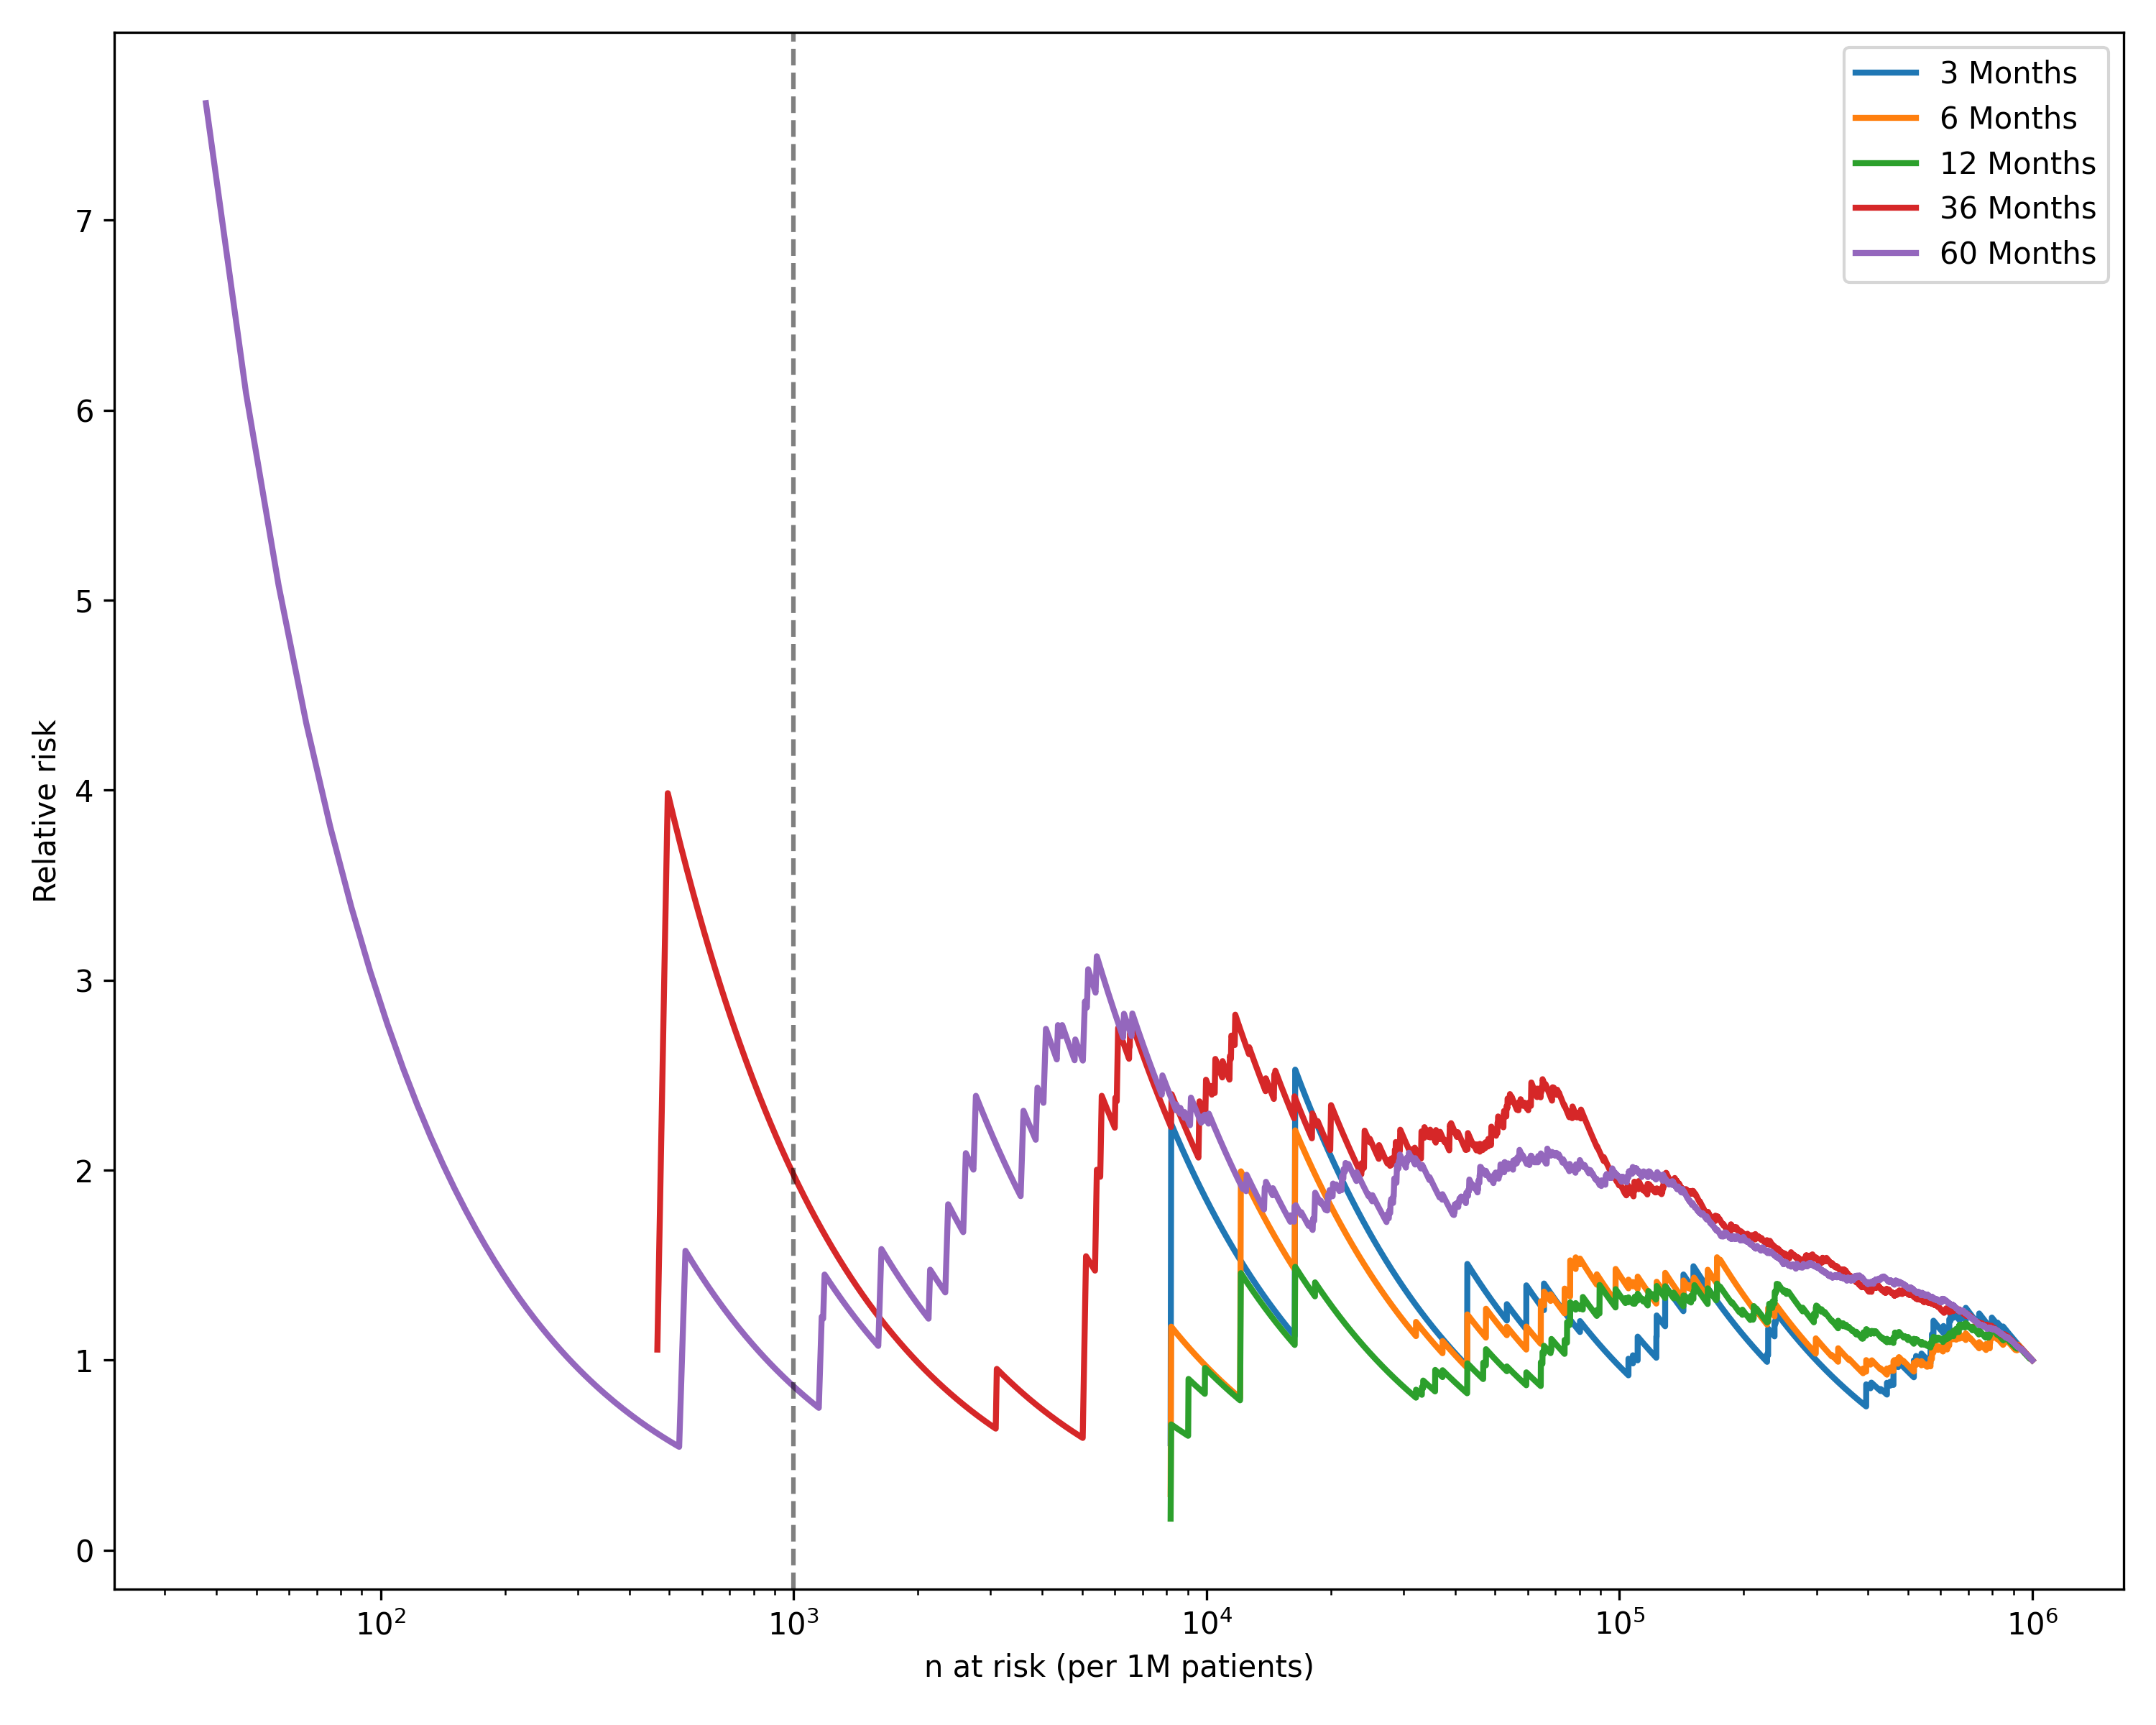 3 Months
6 Months
12 Months
36 Months
60 Months
7
6
5
4
3
2
1
0
Relative risk
10²
10³
10⁴
10⁵
10⁶
n at risk (per 1M patients)